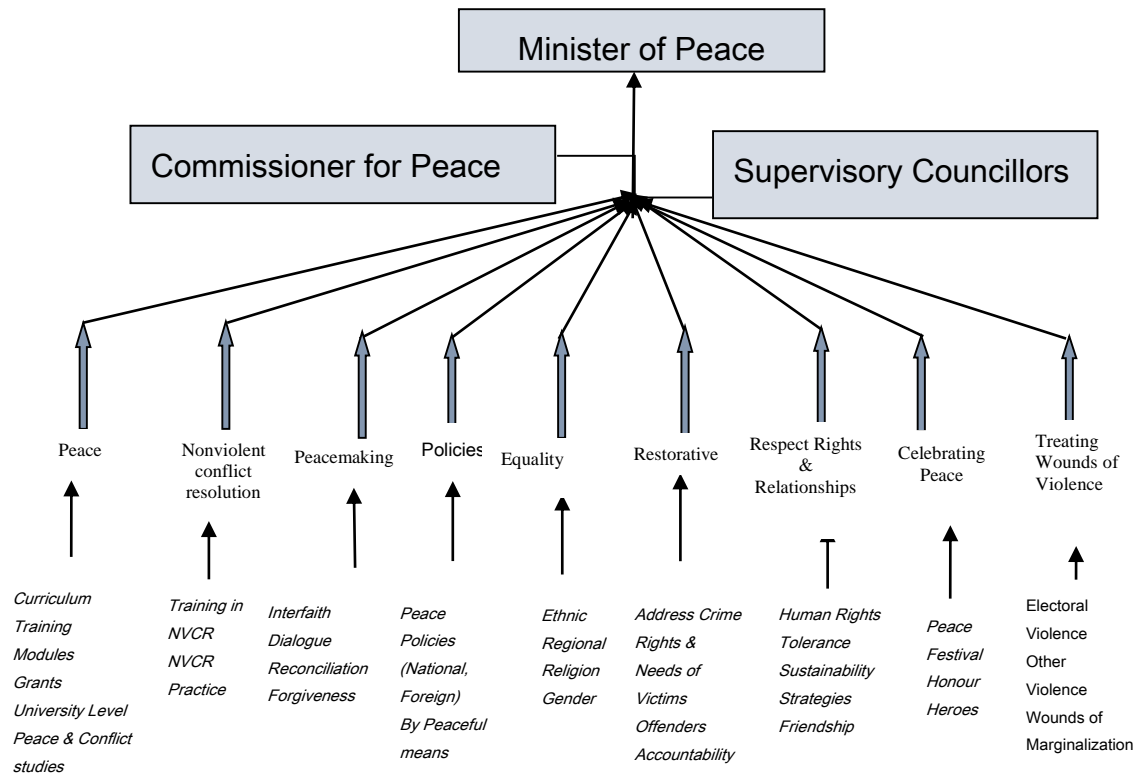 Minister of Peace
Commissioner for Peace
Supervisory Councillors
Peace
Nonviolent
conflict
resolution
Peacemaking
Policies
Equality
Restorative
Respect Rights
&
Relationships
Celebrating
Peace
Treating
Wounds of
Violence
Curriculum
Training
Modules
Grants
University Level
Peace & Conflict
studies
Training in
NVCR
NVCR
Practice
Interfaith
Dialogue
Reconciliation
Forgiveness
Peace
Policies
(National,
Foreign)
By Peaceful
means
Ethnic
Regional
Religion
Gender
Address Crime
Rights &
Needs of
Victims
Offenders
Accountability
Human Rights
Tolerance
Sustainability
Strategies
Friendship
Peace
Festival
Honour
Heroes
Electoral
Violence
Other
Violence
Wounds of
Marginalization